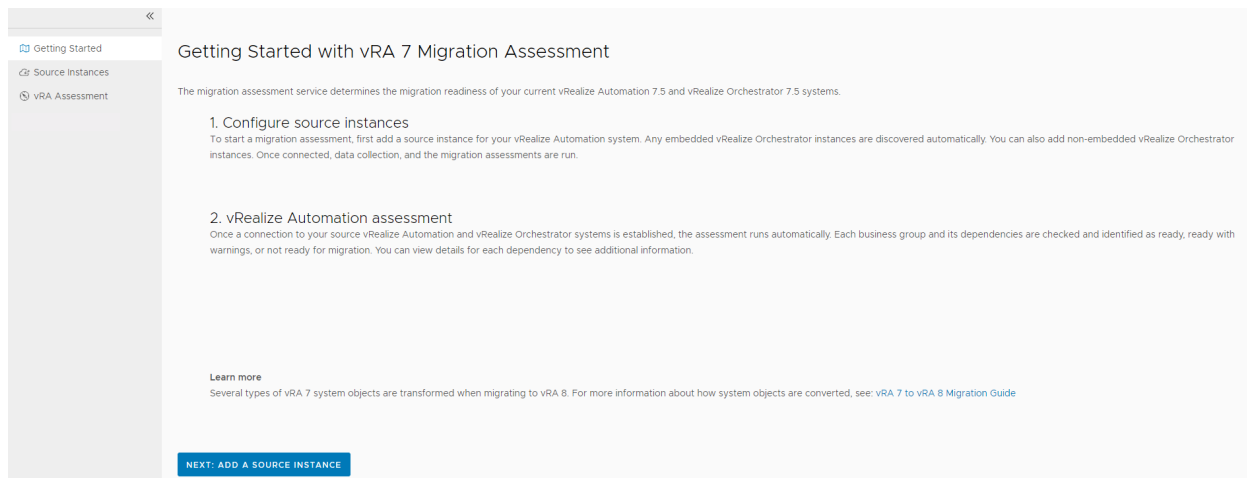 «
Getting Started
Source Instances
vRA Assessment
Getting Started with vRA 7 Migration Assessment
The migration assessment service determines the migration readiness of your current vRealize Automation 7.5 and vRealize Orchestrator 7.5 systems.
1. Configure source instances
To start a migration assessment, first add a source instance for your vRealize Automation system. Any embedded vRealize Orchestrator instances are discovered automatically. You can also add non-embedded vRealize Orchestrator
instances. Once connected, data collection, and the migration assessments are run.
2. vRealize Automation assessment
Once a connection to your source vRealize Automation and vRealize Orchestrator systems is established, the assessment runs automatically. Each business group and its dependencies are checked and identified as ready, ready with
warnings, or not ready for migration. You can view details for each dependency to see additional information.
Learn more
Several types of vRA 7 system objects are transformed when migrating to vRA 8. For more information about how system objects are converted, see: vRA 7 to vRA 8 Migration Guide
NEXT: ADD A SOURCE INSTANCE